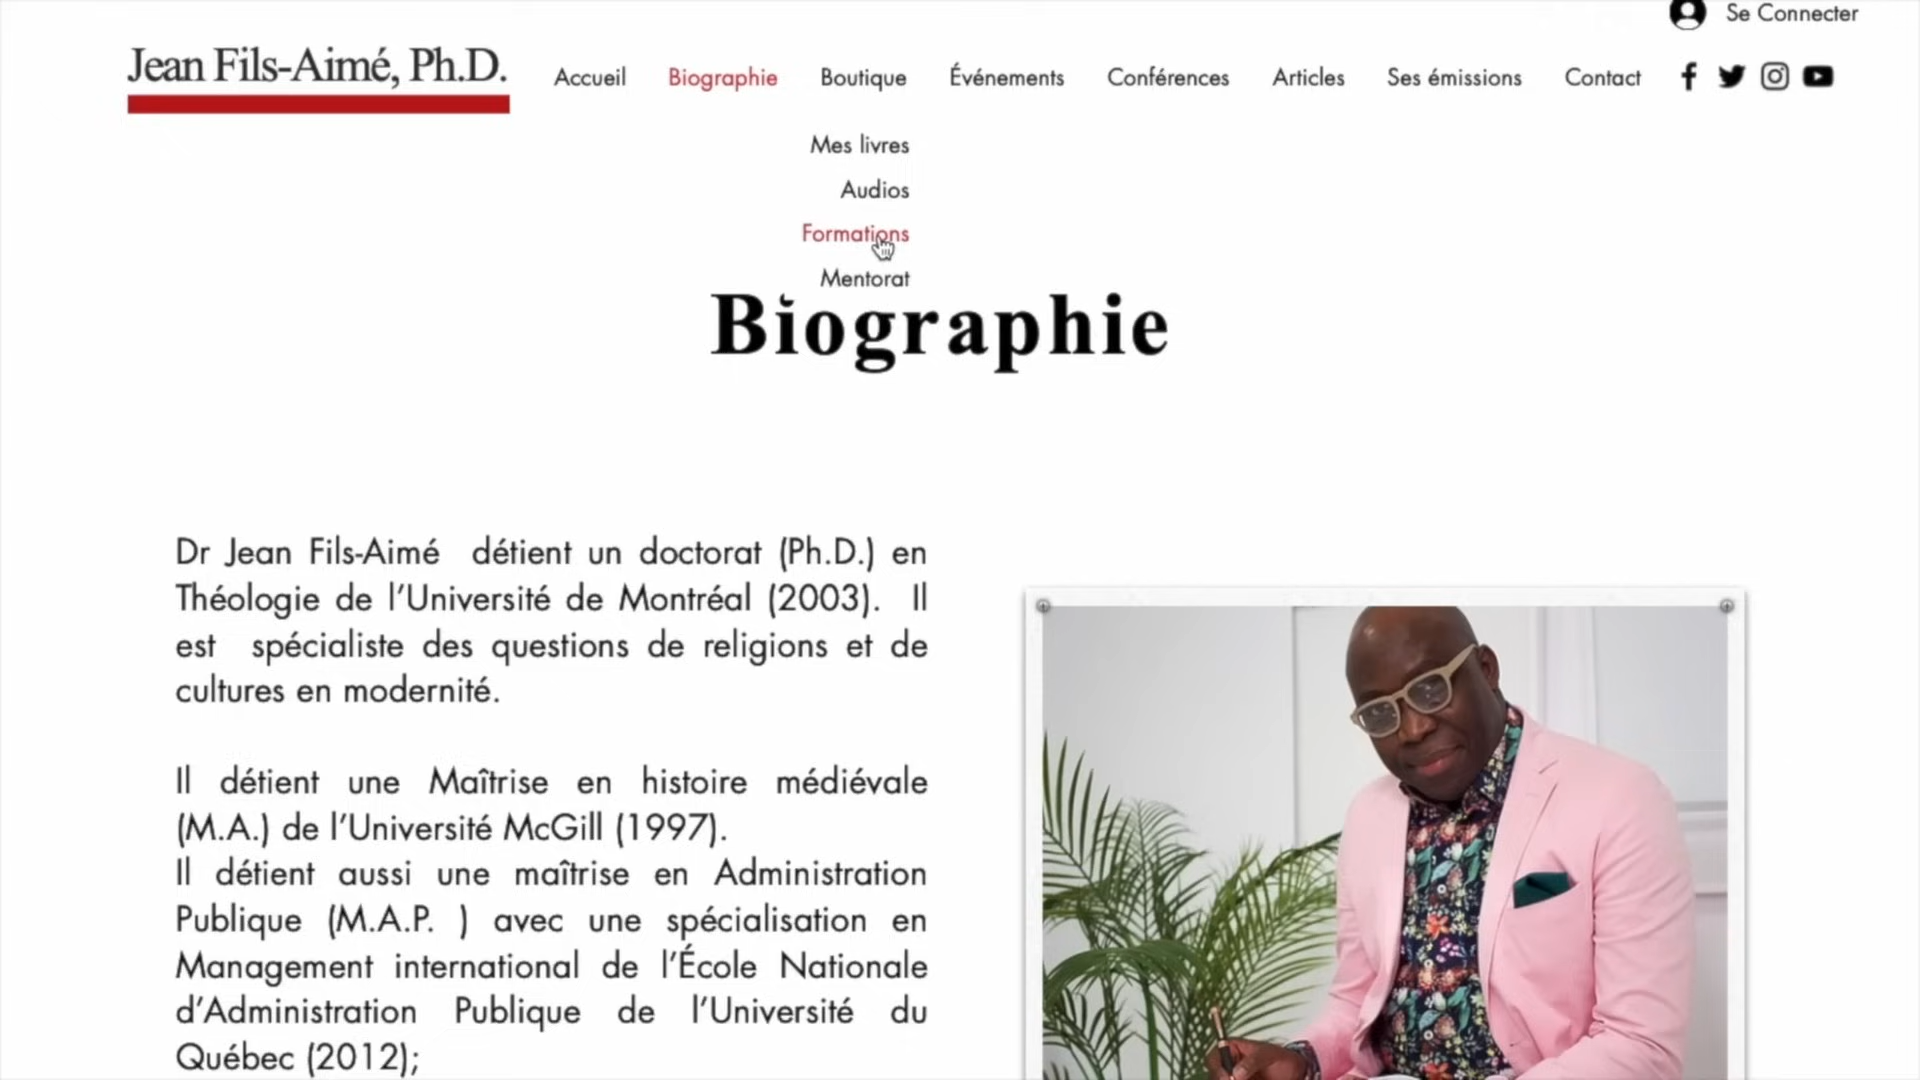 Se Connecter
Jean Fils-Aimé, Ph.D.
Accueil Biographie Boutique Événements Conférences Articles Ses émissions Contact
Mes livres
Audios
Formations
Mentorat
Biographie
Dr Jean Fils-Aimé détient un doctorat (Ph.D.) en
Théologie de l'Université de Montréal (2003). Il
est spécialiste des questions de religions et de
cultures en modernité.
Il détient une Maîtrise en histoire médiévale
(M.A.) de l'Université McGill (1997).
Il détient aussi une maîtrise en Administration
Publique (M.A.P. ) avec une spécialisation en
Management international de l'École Nationale
d'Administration Publique de l'Université du
Québec (2012);